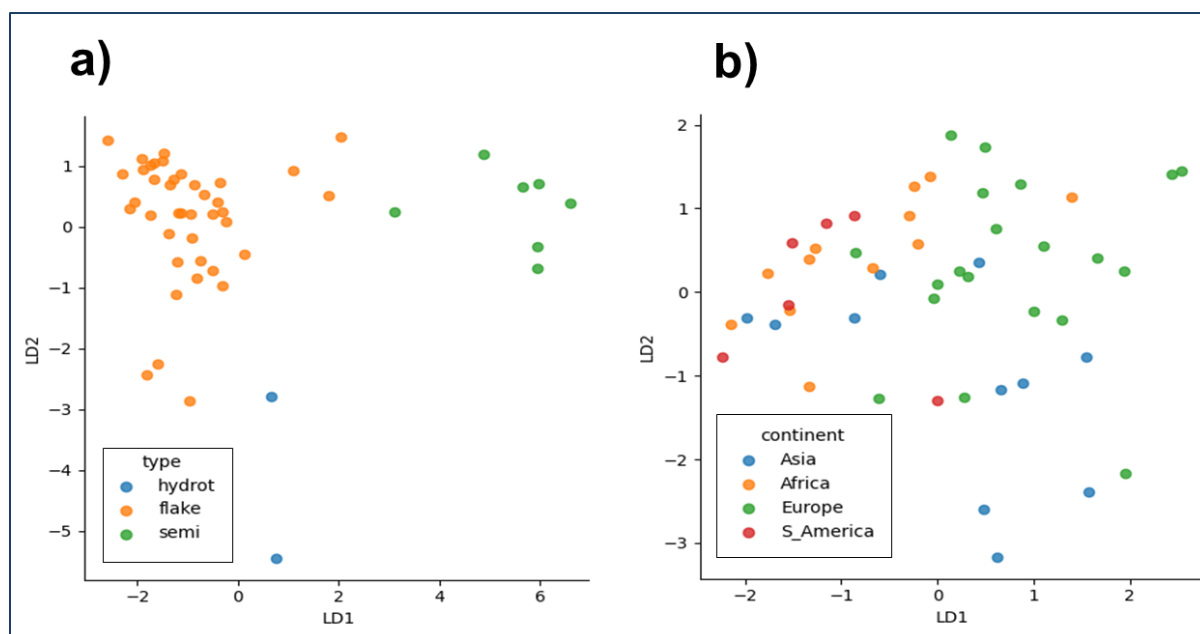 a)
1
0
−1
−2
−3
−4
−5
LD2
type
hydrot
flake
semi
−2
0
2
4
6
LD1
b)
2
1
0
−1
−2
−3
LD2
continent
Asia
Africa
Europe
S_America
−2
−1
0
1
2
LD1